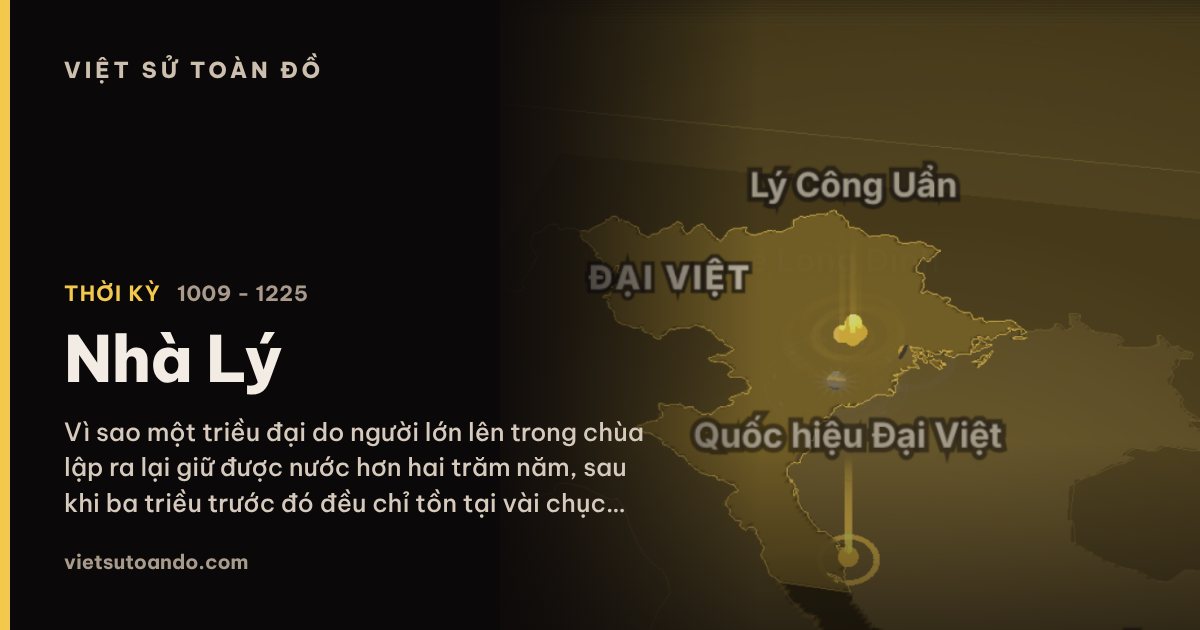 VIỆT SỬ TOÀN ĐỒ
Lý Công Uẩn
ĐẠI VIỆT
THỜI KỲ 1009 - 1225
Nhà Lý
Vì sao một triều đại do người lớn lên trong chùa
lập ra lại giữ được nước hơn hai trăm năm, sau
khi ba triều trước đó đều chỉ tồn tại vài chục...
Quốc hiệu Đại Việt
vietsutoando.com